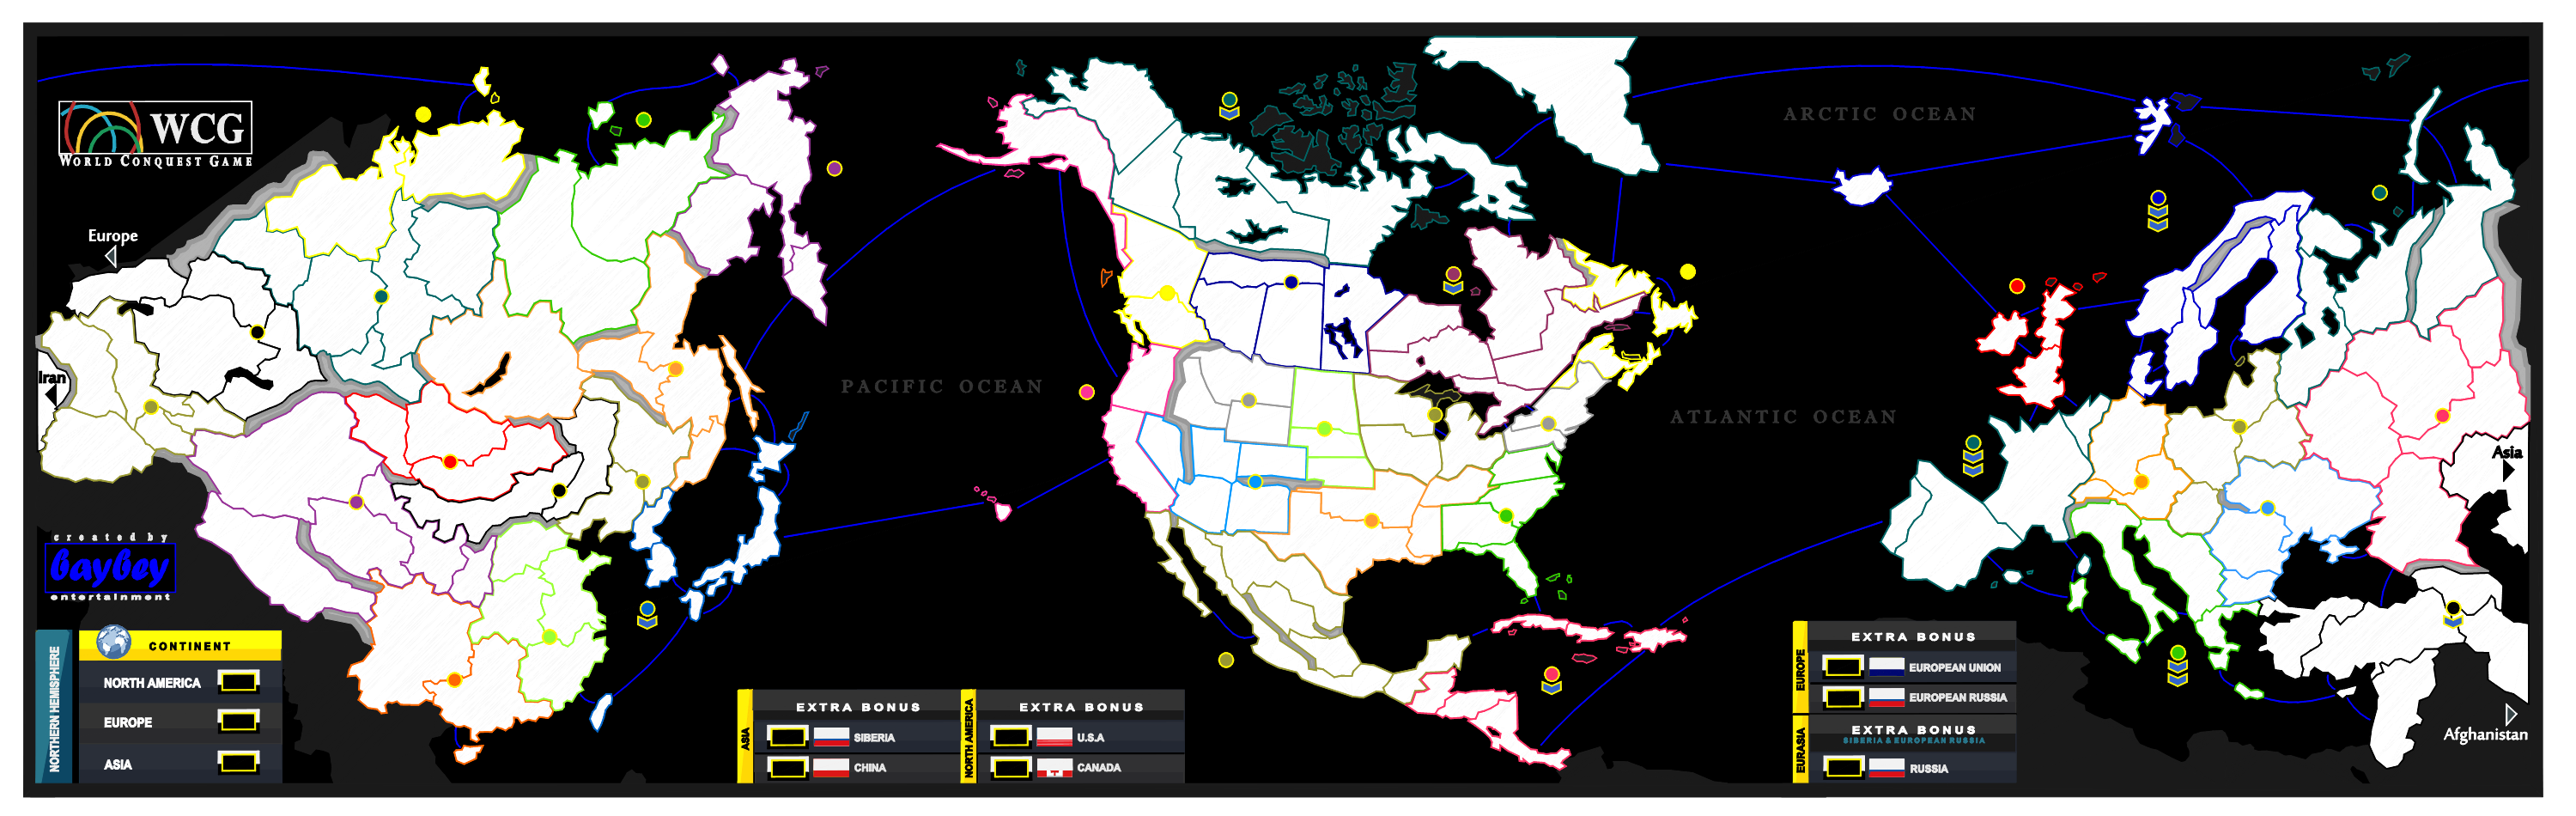 WCG
WORLD CONQUEST GAME
Europe
Iran
created by
baybey
entertainment
NORTHERN HEMISPHERE
CONTINENT
NORTH AMERICA
EUROPE
ASIA
PACIFIC OCEAN
ASIA
EXTRA BONUS
SIBERIA
CHINA
NORTH AMERICA
EXTRA BONUS
U.S.A
CANADA
ARCTIC OCEAN
ATLANTIC OCEAN
Asia
Afghanistan
EUROPE
EXTRA BONUS
EUROPEAN UNION
EUROPEAN RUSSIA
EURASIA
EXTRA BONUS
SIBERIA & EUROPEAN RUSSIA
RUSSIA